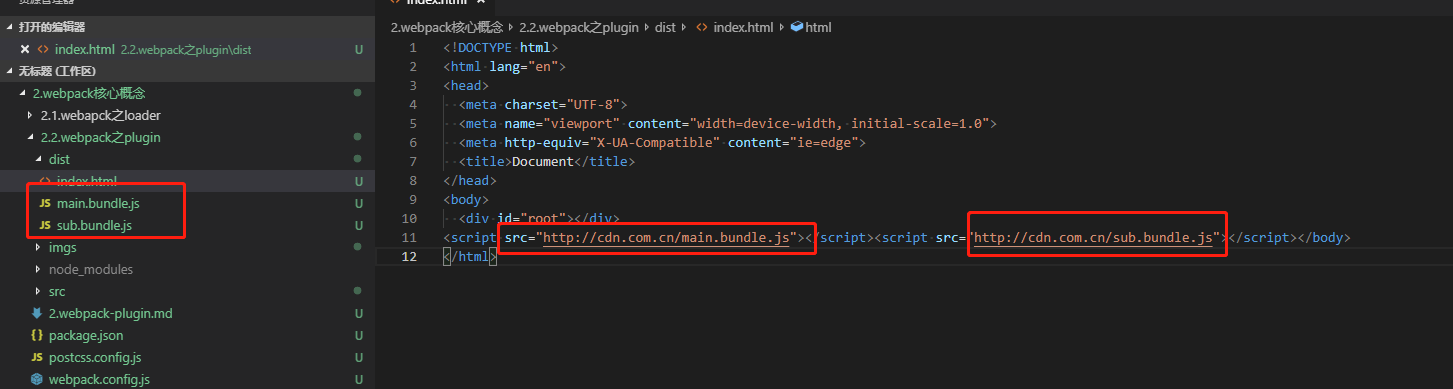 资源管理器
打开的编辑器
index.html 2.2.webpack之plugin\dist U
无标题 (工作区)
2.webpack核心概念
2.1.webapck之loader
2.2.webpack之plugin
dist
index.html U
JS main.bundle.js U
JS sub.bundle.js U
imgs
node_modules
src
2.webpack-plugin.md U
package.json U
JS postcss.config.js U
webpack.config.js U
index.html
2.webpack核心概念 > 2.2.webpack之plugin > dist > index.html > html
1 <!DOCTYPE html>
2 <html lang="en">
3 <head>
4 <meta charset="UTF-8">
5 <meta name="viewport" content="width=device-width, initial-scale=1.0">
6 <meta http-equiv="X-UA-Compatible" content="ie=edge">
7 <title>Document</title>
8 </head>
9 <body>
10 <div id="root"></div>
11 <script src="http://cdn.com.cn/main.bundle.js"></script><script src="http://cdn.com.cn/sub.bundle.js"></script></body>
12 </html>